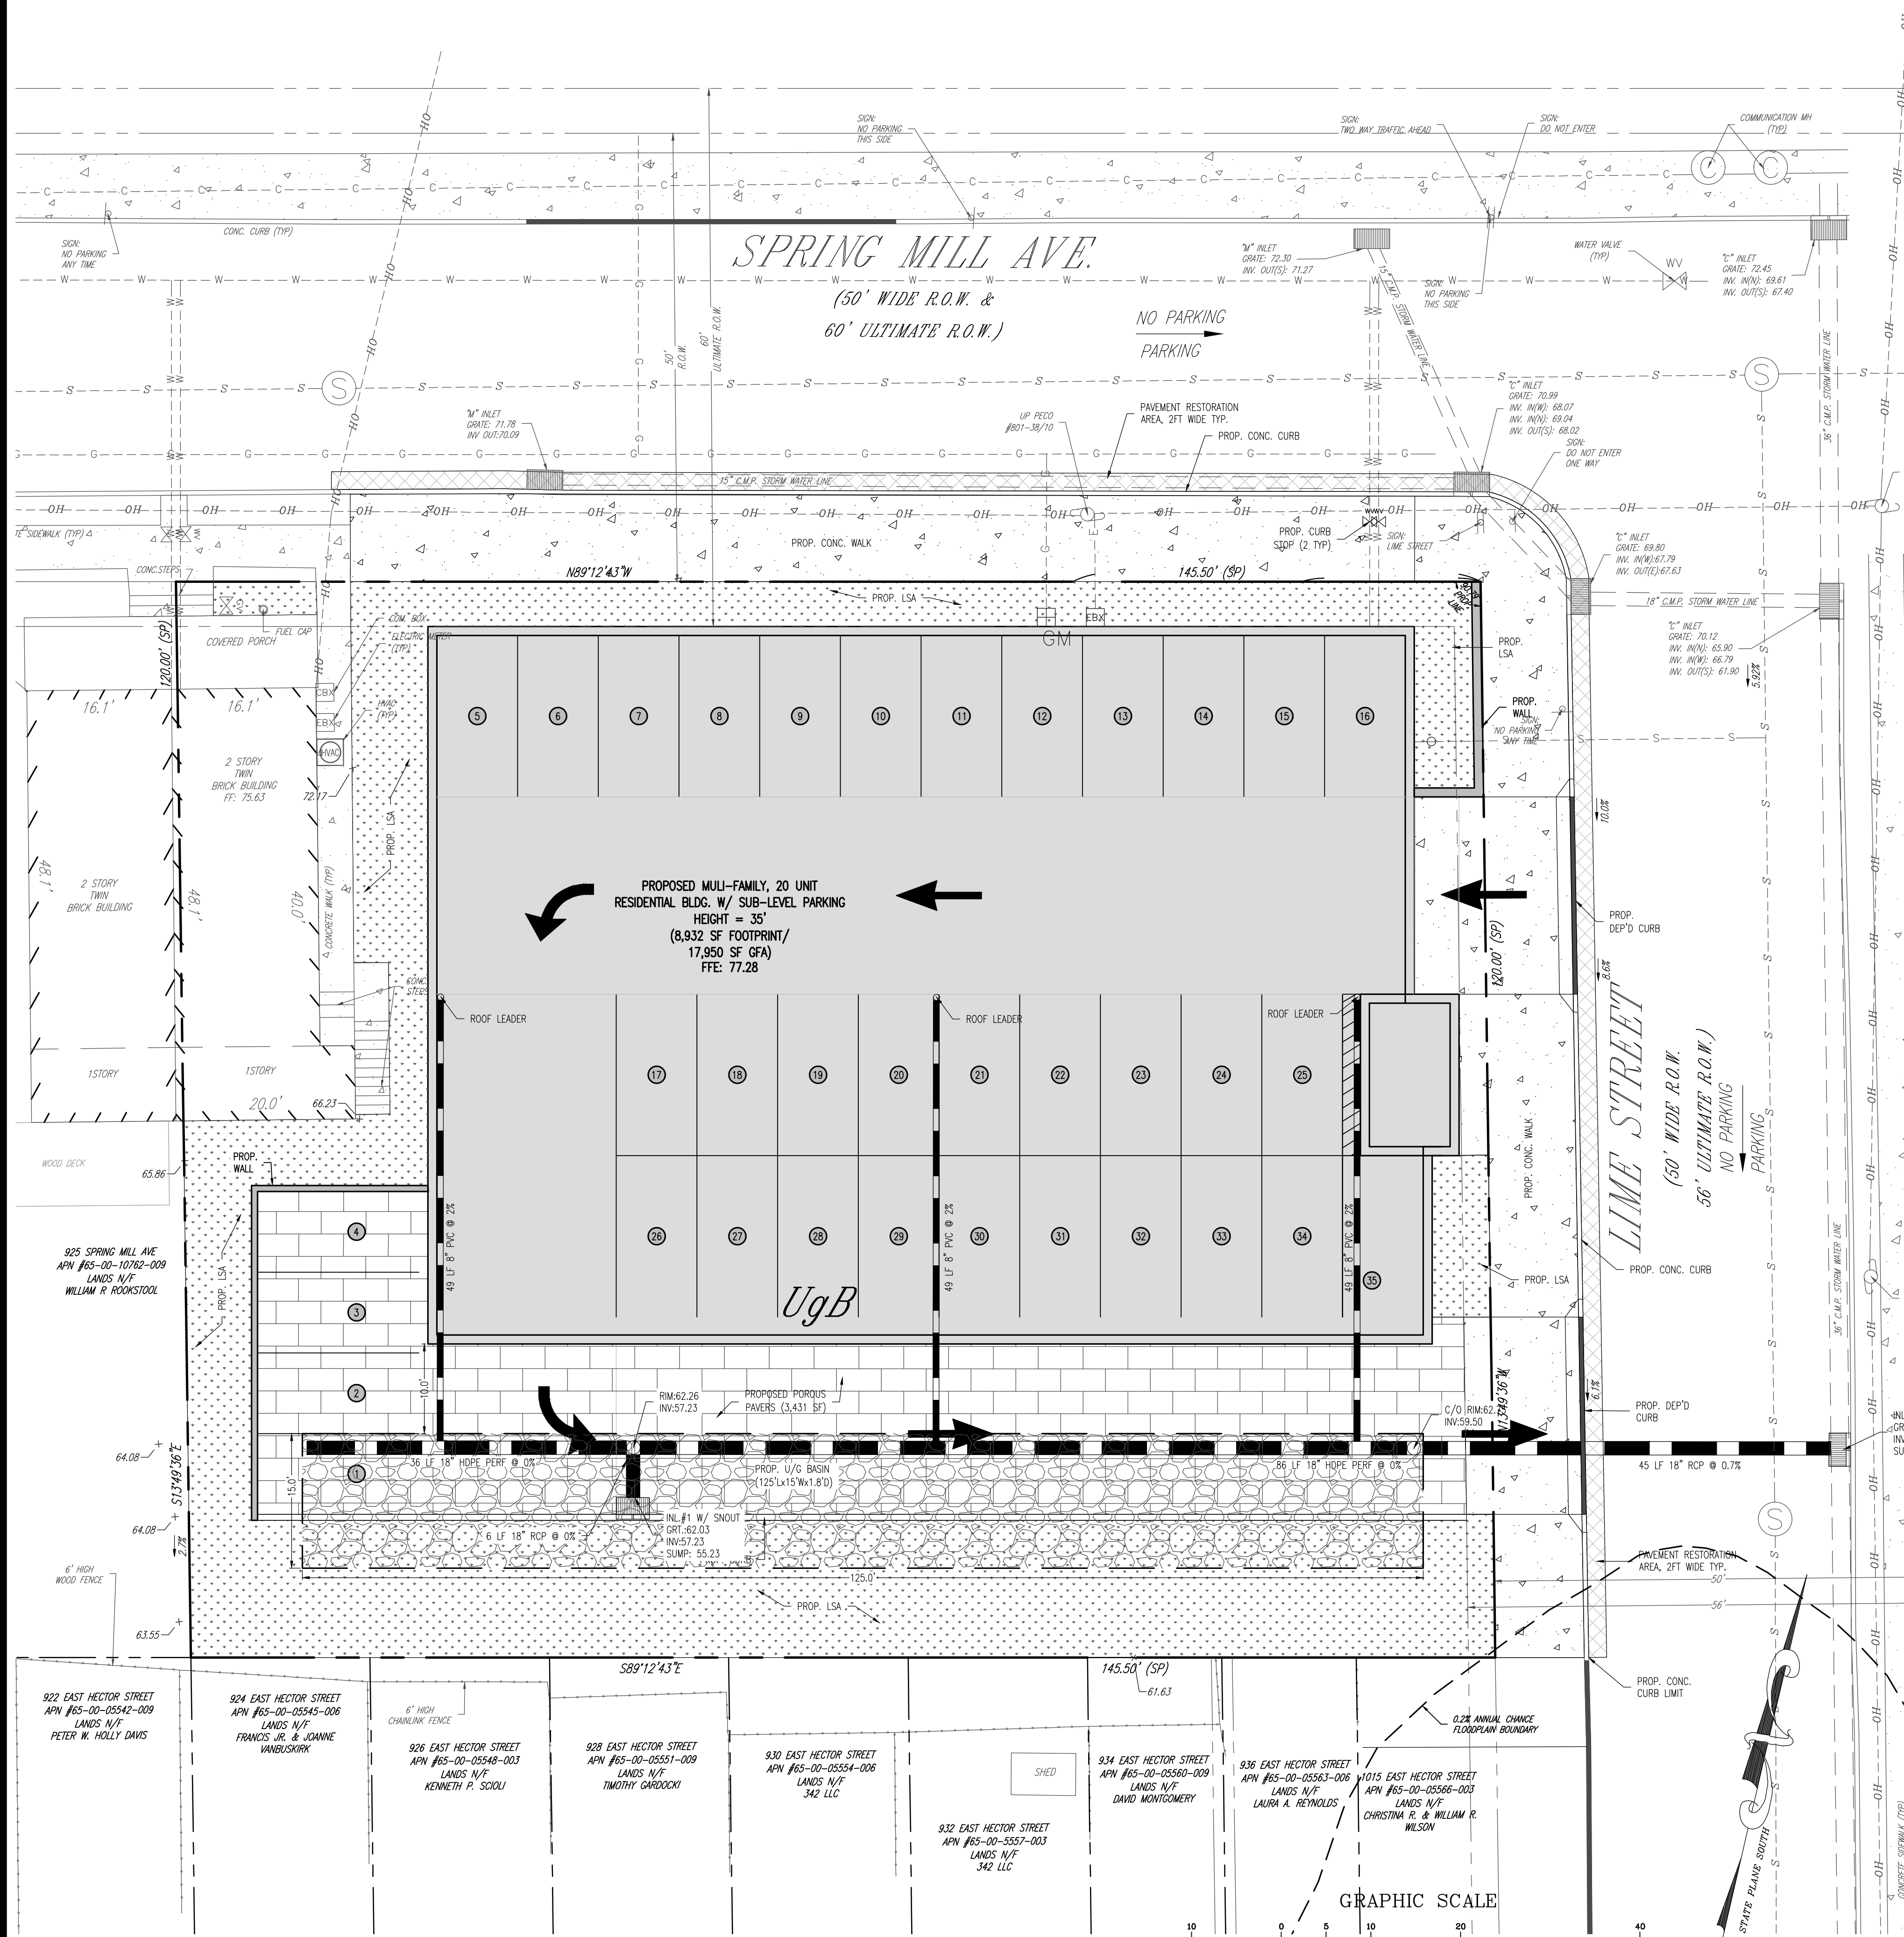 SIGN:
NO PARKING
THIS SIDE
SIGN:
TWO WAY TRAFFIC AHEAD
SIGN:
DO NOT ENTER
COMMUNICATION MH
(TYP)
SIGN:
NO PARKING
ANY TIME
CONC. CURB (TYP)
SPRING MILL AVE.
(50' WIDE R.O.W. &
60' ULTIMATE R.O.W.)
NO PARKING
PARKING
50'
R.O.W.
60'
ULTIMATE R.O.W.
"M" INLET
GRATE: 72.30
INV. OUT(S): 71.27
15" C.M.P. STORM WATER LINE
SIGN:
NO PARKING
THIS SIDE
WATER VALVE
(TYP)
WV
"C" INLET
GRATE: 72.45
INV. IN(N): 69.61
INV. OUT(S): 67.40
36" C.M.P. STORM WATER LINE
"M" INLET
GRATE: 71.78
INV OUT:70.09
UP PECO
#801-38/10
PAVEMENT RESTORATION
AREA, 2FT WIDE TYP.
PROP. CONC. CURB
"C" INLET
GRATE: 70.99
INV. IN(W): 68.07
INV. IN(N): 69.04
INV. OUT(S): 68.02
SIGN:
DO NOT ENTER
ONE WAY
15" C.M.P. STORM WATER LINE
TE SIDEWALK (TYP)
PROP. CONC. WALK
PROP. CURB
STOP (2 TYP)
SIGN:
LIME STREET
"C" INLET
GRATE: 69.80
INV. IN(W):67.79
INV. OUT(E):67.63
18" C.M.P. STORM WATER LINE
"C" INLET
GRATE: 70.12
INV. IN(N): 65.90
INV. IN(W): 66.79
INV. OUT(S): 61.90
5.92%
CONC.STEPS
N89°12'43"W
145.50' (SP)
PROP. LSA
120.00' (SP)
FUEL CAP
COVERED PORCH
COM. BOX
ELECTRIC METER
(TYP)
GM
EBX
PROP.
LSA
16.1'
16.1'
CBX
EBX
HVAC
HVAC
(TYP)
PROP.
WALL
SIGN:
NO PARKING
ANY TIME
5
6
7
8
9
10
11
12
13
14
15
16
2 STORY
TWIN
BRICK BUILDING
FF: 75.63
72.17
PROP. LSA
10.0%
48.1'
2 STORY
TWIN
BRICK BUILDING
48.1'
40.0'
CONCRETE WALK (TYP)
PROPOSED MULI-FAMILY, 20 UNIT
RESIDENTIAL BLDG. W/ SUB-LEVEL PARKING
HEIGHT = 35'
(8,932 SF FOOTPRINT/
17,950 SF GFA)
FFE: 77.28
PROP.
DEP'D CURB
120.00' (SP)
8.6%
CONC.
STEPS
ROOF LEADER
ROOF LEADER
ROOF LEADER
LIME STREET
(50' WIDE R.O.W.
56' ULTIMATE R.O.W.)
NO PARKING
PARKING
1STORY
1STORY
20.0'
66.23
17
18
19
20
21
22
23
24
25
WOOD DECK
65.86
PROP.
WALL
PROP. CONC. WALK
49 LF 8" PVC @ 2%
49 LF 8" PVC @ 2%
49 LF 8" PVC @ 2%
4
26
27
28
29
30
31
32
33
34
35
925 SPRING MILL AVE
APN #65-00-10762-009
LANDS N/F
WILLIAM R ROOKSTOOL
PROP. LSA
3
UgB
PROP. LSA
PROP. CONC. CURB
36" C.M.P. STORM WATER LINE
2
10.0'
RIM:62.26
INV:57.23
PROPOSED POROUS
PAVERS (3,431 SF)
N13°49'36"W
6.1%
PROP. DEP'D
CURB
INV:59.50
64.08
S13°49'36"E
1
15.0'
36 LF 18" HDPE PERF @ 0%
PROP. U/G BASIN
(125'Lx15'Wx1.8'D)
86 LF 18" HDPE PERF @ 0%
45 LF 18" RCP @ 0.7%
64.08
2.7%
6 LF 18" RCP @ 0%
INL.#1 W/ SNOUT
GRT.:62.03
INV:57.23
SUMP: 55.23
125.0'
6' HIGH
WOOD FENCE
PAVEMENT RESTORATION
AREA, 2FT WIDE TYP.
50'
56'
PROP. LSA
63.55
S89°12'43"E
145.50' (SP)
61.63
PROP. CONC.
CURB LIMIT
922 EAST HECTOR STREET
APN #65-00-05542-009
LANDS N/F
PETER W. HOLLY DAVIS
924 EAST HECTOR STREET
APN #65-00-05545-006
LANDS N/F
FRANCIS JR. & JOANNE
VANBUSKIRK
6' HIGH
CHAINLINK FENCE
926 EAST HECTOR STREET
APN #65-00-05548-003
LANDS N/F
KENNETH P. SCIOLI
928 EAST HECTOR STREET
APN #65-00-05551-009
LANDS N/F
TIMOTHY GARDOCKI
930 EAST HECTOR STREET
APN #65-00-05554-006
LANDS N/F
342 LLC
932 EAST HECTOR STREET
APN #65-00-5557-003
LANDS N/F
342 LLC
SHED
934 EAST HECTOR STREET
APN #65-00-05560-009
LANDS N/F
DAVID MONTGOMERY
936 EAST HECTOR STREET
APN #65-00-05563-006
LANDS N/F
LAURA A. REYNOLDS
1015 EAST HECTOR STREET
APN #65-00-05566-003
LANDS N/F
CHRISTINA R. & WILLIAM R.
WILSON
0.2% ANNUAL CHANCE
FLOODPLAIN BOUNDARY
STATE PLANE SOUTH
CONCRETE SIDEWALK (TYP)
GRAPHIC SCALE
10
0
5
10
20
40